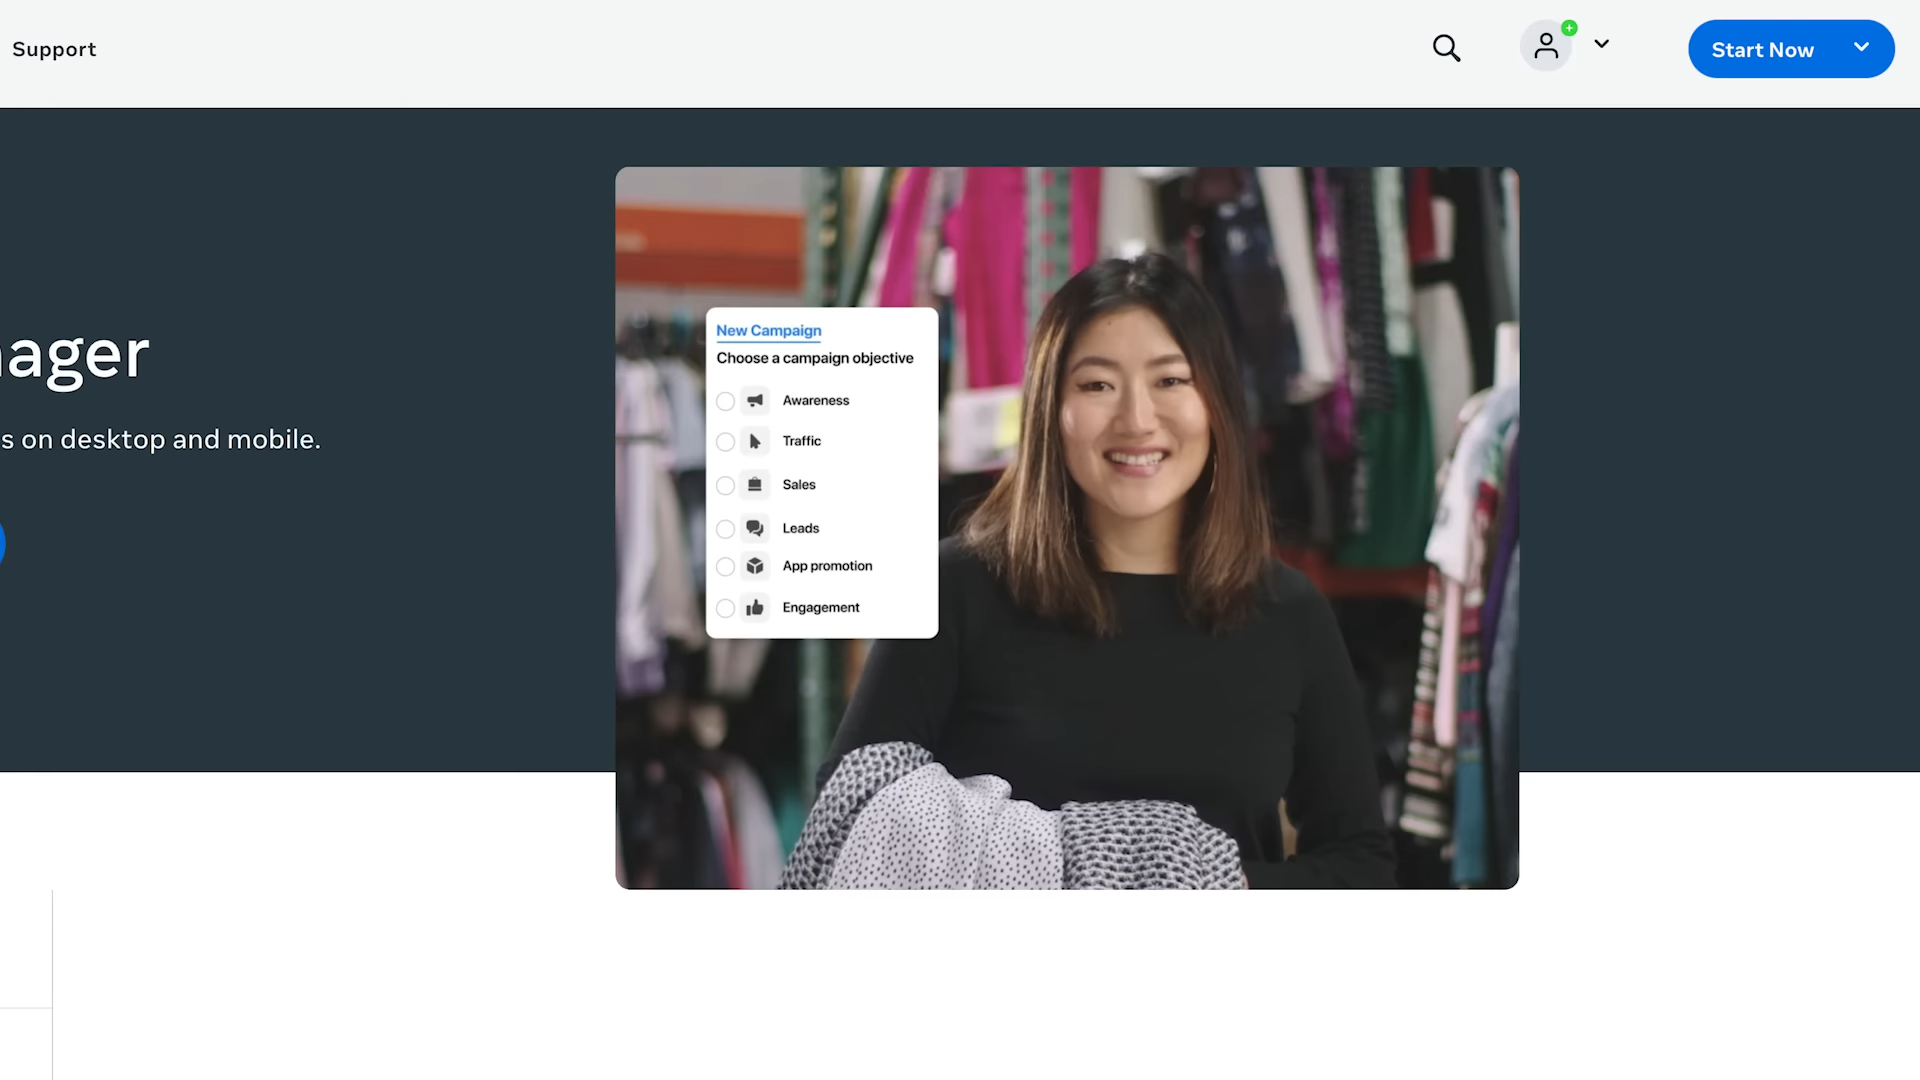 Support
Start Now
ager
s on desktop and mobile.
New Campaign
Choose a campaign objective
Awareness
Traffic
Sales
Leads
App promotion
Engagement